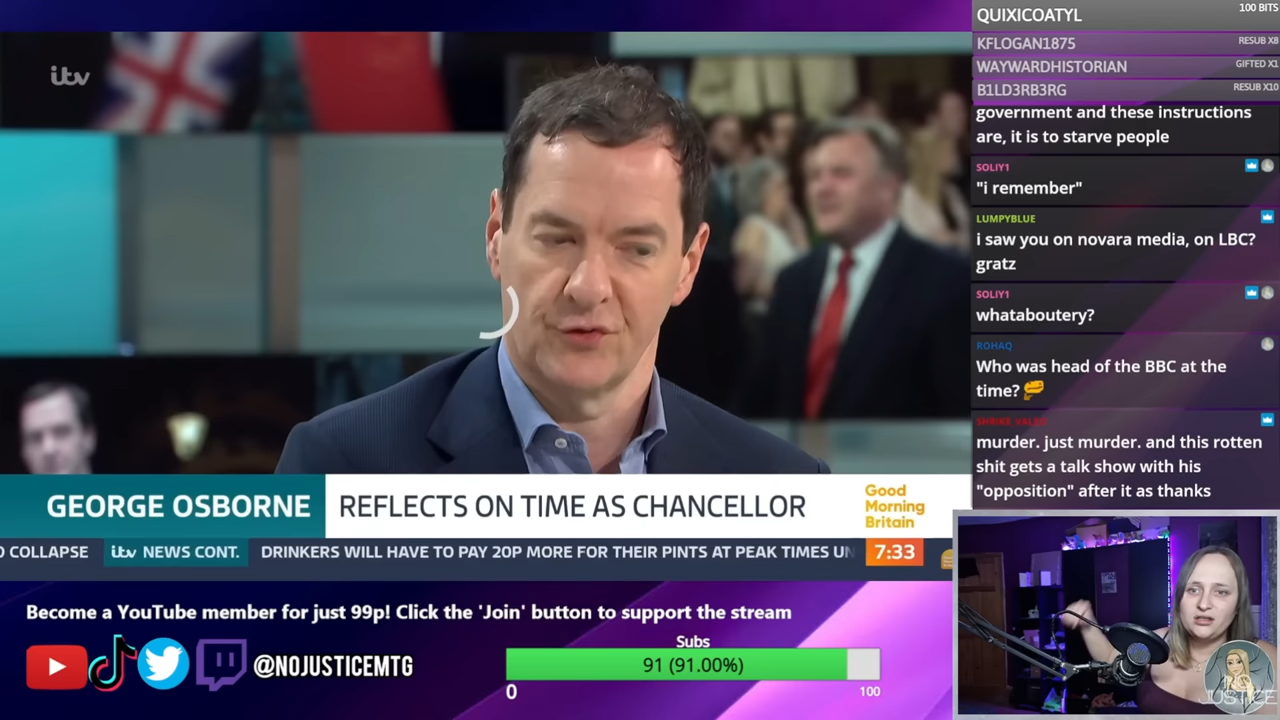 QUIXICOATYL 100 BITS
KFLOGAN1875 RESUB X8
WAYWARDHISTORIAN GIFTED X1
B1LD3RB3RG RESUB X10
government and these instructions
are, it is to starve people
SOLIY1
"i remember"
LUMPYBLUE
i saw you on novara media, on LBC?
gratz
SOLIY1
whataboutery?
ROHAQ
Who was head of the BBC at the
time?
murder. just murder. and this rotten
shit gets a talk show with his
"opposition" after it as thanks
itv
GEORGE OSBORNE REFLECTS ON TIME AS CHANCELLOR
Good
Morning
Britain
COLLAPSE itv NEWS CONT. DRINKERS WILL HAVE TO PAY 20P MORE FOR THEIR PINTS AT PEAK TIMES UN 7:33
Become a YouTube member for just 99p! Click the 'Join' button to support the stream
@NOJUSTICEMTG
Subs
91 (91.00%)
0 100
JUSTICE